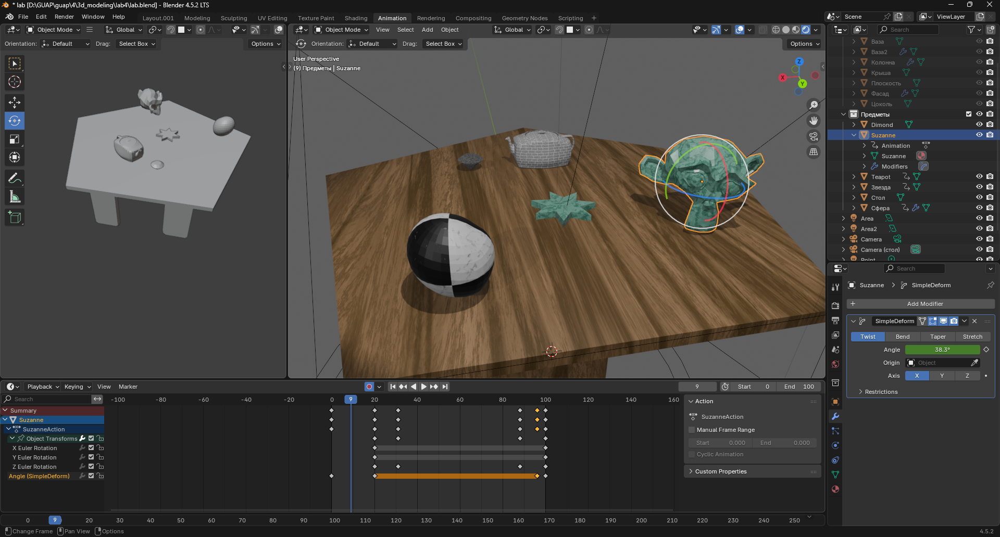 * lab [D:\GUAP\guap\4\3d_modeling\lab4\lab.blend] - Blender 4.5.2 LTS
File Edit Render Window Help
Layout.001 Modeling Sculpting UV Editing Texture Paint Shading Animation Rendering Compositing Geometry Nodes Scripting +
Scene
ViewLayer
Object Mode Global
Orientation: Default Drag: Select Box Options
Object Mode View Select Add Object Global
Orientation: Default Drag: Select Box Options
User Perspective
(9) Предметы | Suzanne
Z
X
Y
Search
Ваза
Ваза2
Колонна
Крыша
Плоскость
Фасад
Цоколь
Предметы
Dimond
Suzanne
Animation
Suzanne
Modifiers
Teapot
Звезда
Стол
Сфера
Area
Area2
Camera
Camera (стол)
Point
Search
Suzanne > SimpleDeform
+ Add Modifier
SimpleDeform
Twist Bend Taper Stretch
Angle 38.3°
Origin Object
Axis X Y Z
Restrictions
Playback Keying View Marker
9 Start 0 End 100
Search
-100 -80 -60 -40 -20 0 9 20 40 60 80 100 120 140 160
Summary
Suzanne
SuzanneAction
Object Transforms
X Euler Rotation
Y Euler Rotation
Z Euler Rotation
Angle (SimpleDeform)
Action
SuzanneAction
Manual Frame Range
Start 0.000 End 0.000
Cyclic Animation
Custom Properties
0 9 20 30 40 50 60 70 80 90 100 110 120 130 140 150 160 170 180 190 200 210 220 230 240 250
Change Frame Pan View Options
4.5.2